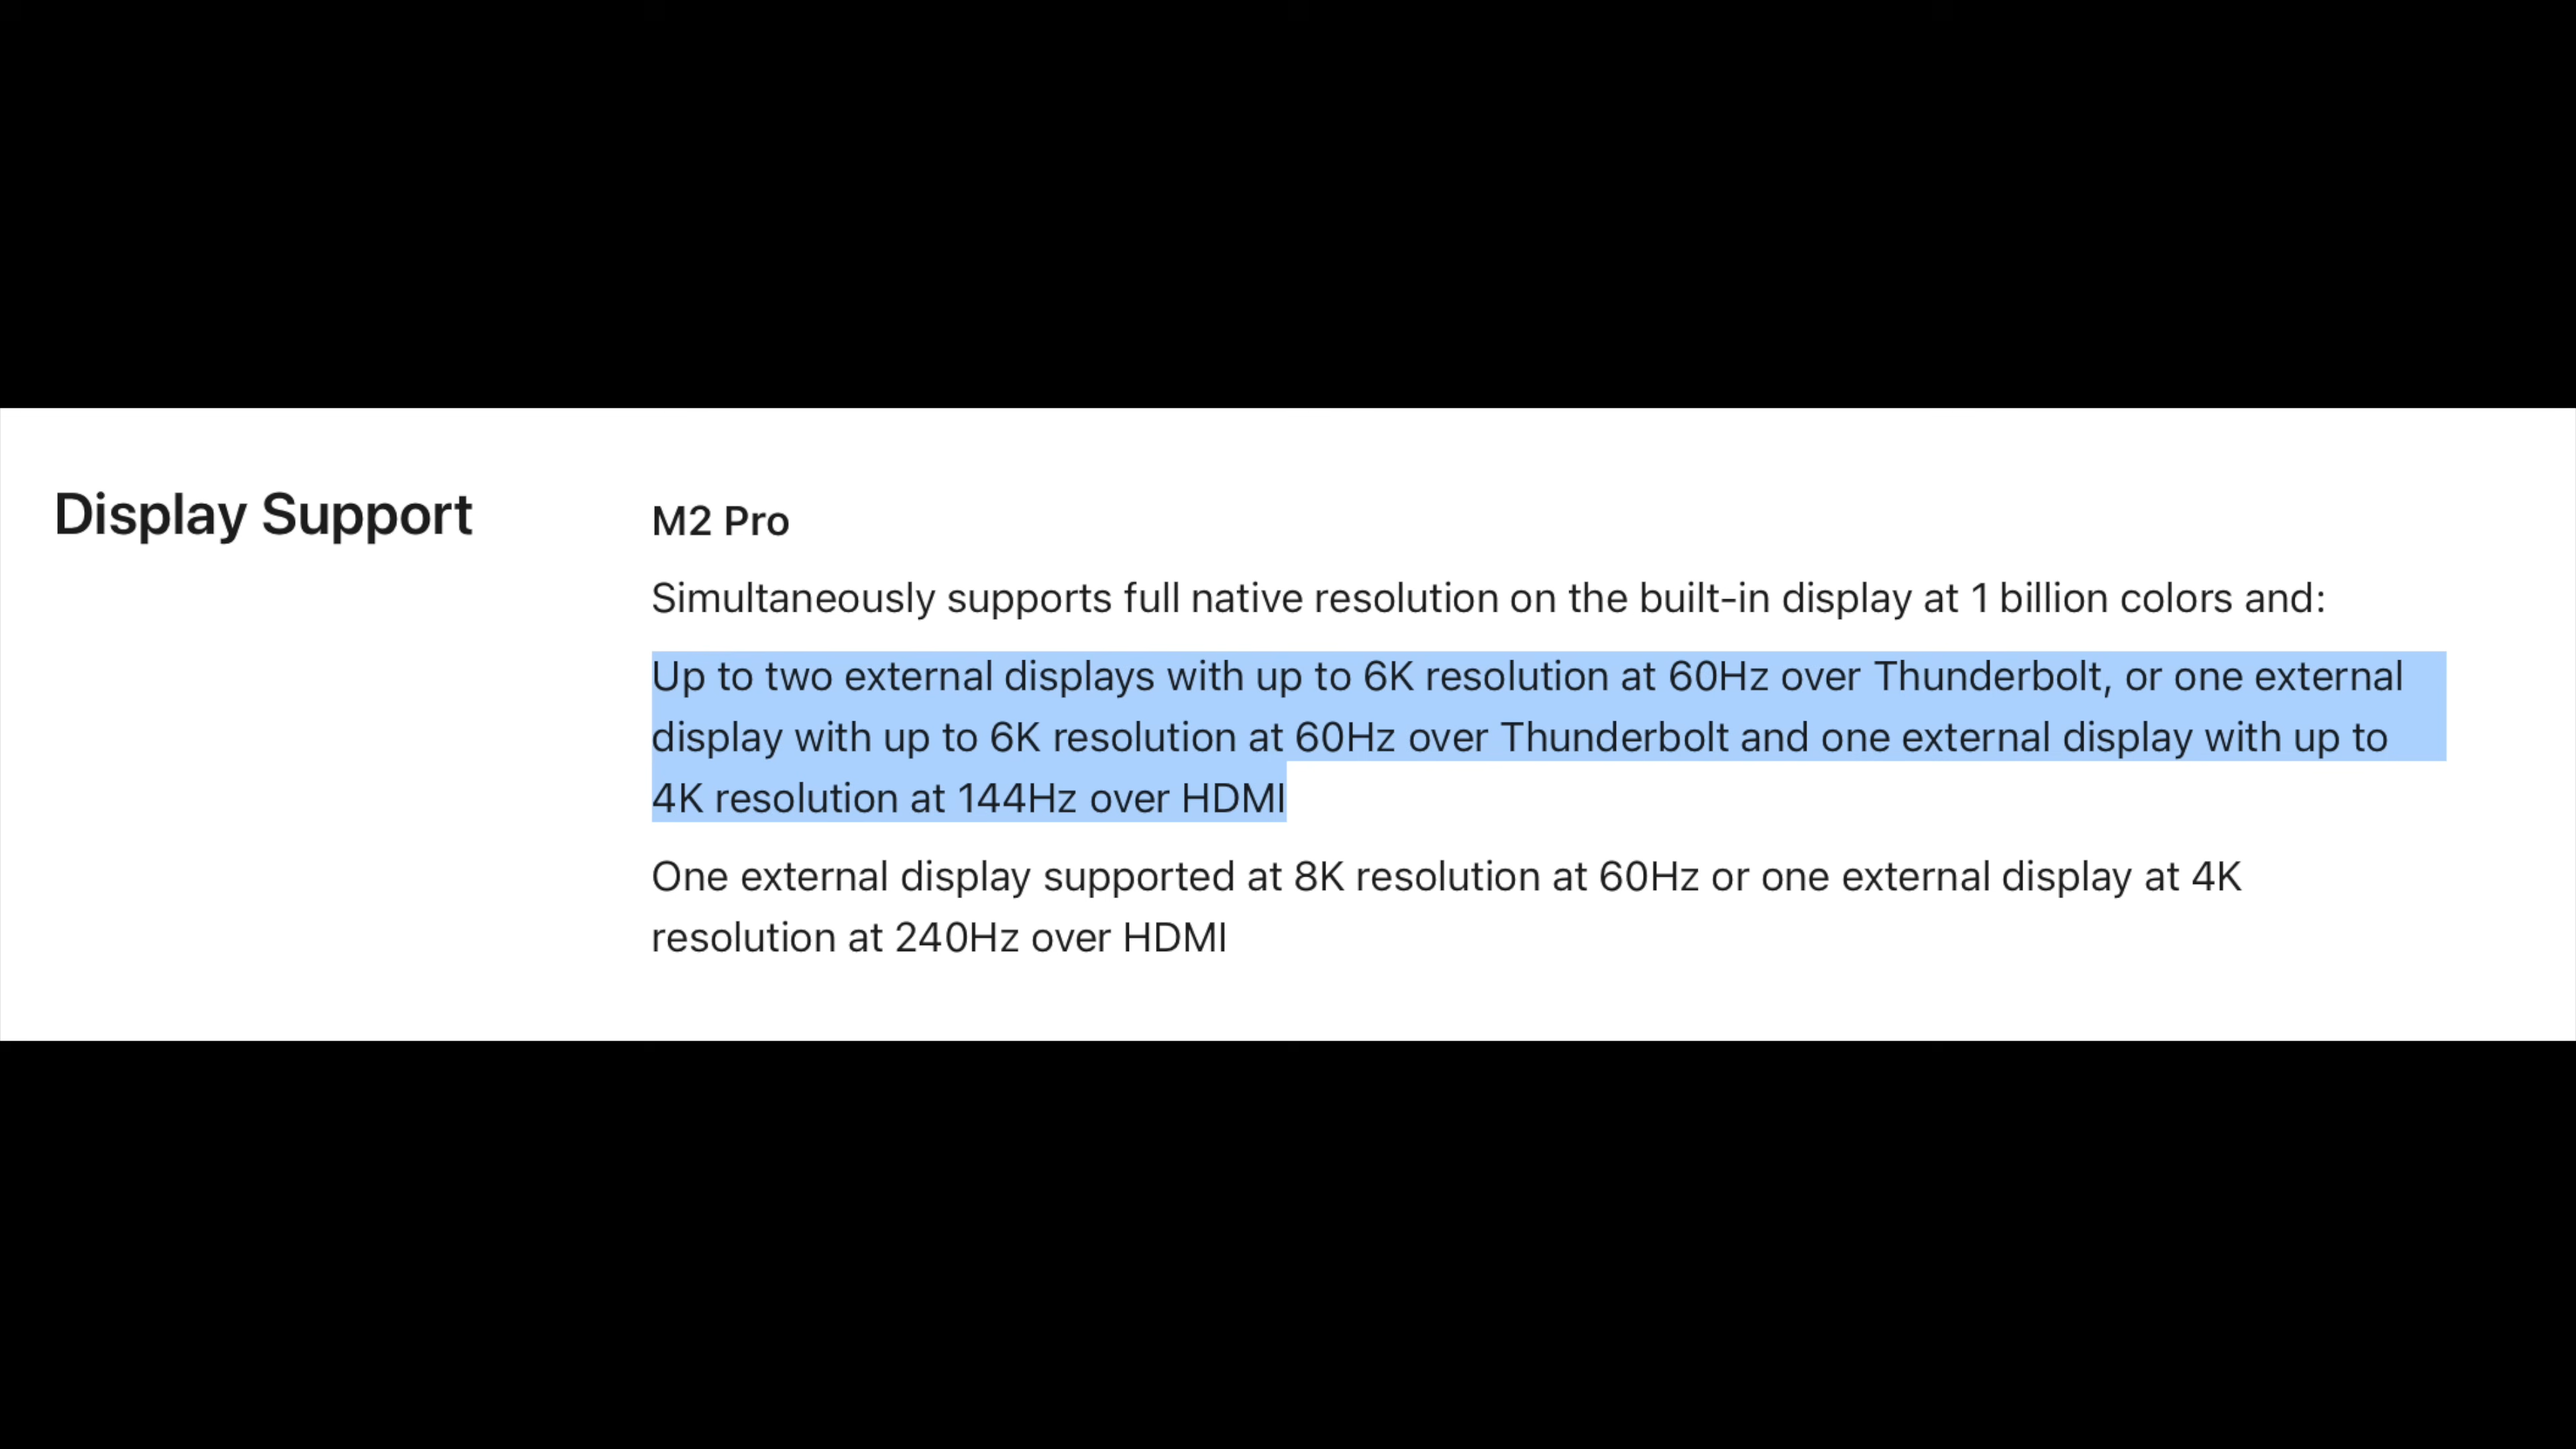 Display Support
M2 Pro
Simultaneously supports full native resolution on the built-in display at 1 billion colors and:
Up to two external displays with up to 6K resolution at 60Hz over Thunderbolt, or one external
display with up to 6K resolution at 60Hz over Thunderbolt and one external display with up to
4K resolution at 144Hz over HDMI
One external display supported at 8K resolution at 60Hz or one external display at 4K
resolution at 240Hz over HDMI